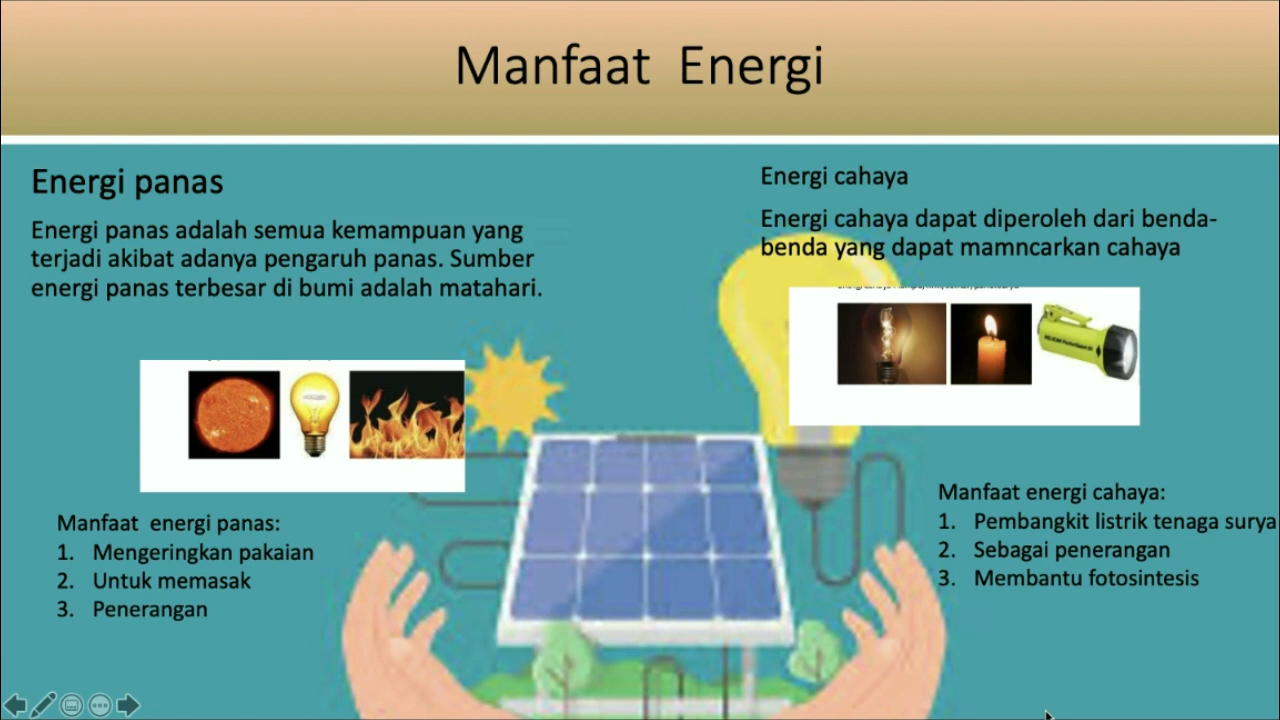 Manfaat  Energi
Energi panas
Energi panas adalah semua kemampuan yang
terjadi akibat adanya pengaruh panas. Sumber
energi panas terbesar di bumi adalah matahari.
Manfaat  energi panas:
1. Mengeringkan pakaian
2. Untuk memasak
3. Penerangan
Energi cahaya
Energi cahaya dapat diperoleh dari benda-
benda yang dapat mamncarkan cahaya
Manfaat energi cahaya:
1. Pembangkit listrik tenaga surya
2. Sebagai penerangan
3. Membantu fotosintesis